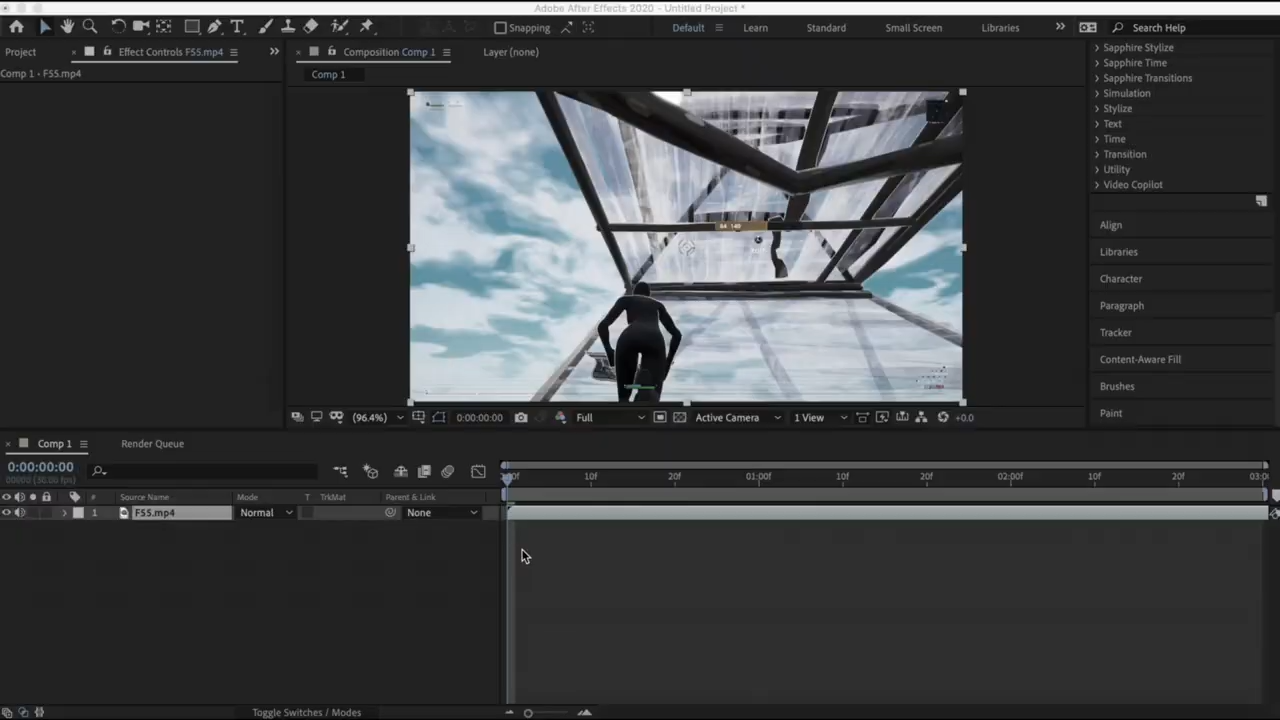 Adobe After Effects 2020 - Untitled Project *
Snapping
Default
Learn
Standard
Small Screen
Libraries
Search Help
Project
Effect Controls F55.mp4
Composition Comp 1
Layer (none)
Comp 1 • F55.mp4
Comp 1
Sapphire Stylize
Sapphire Time
Sapphire Transitions
Simulation
Stylize
Text
Time
Transition
Utility
Video Copilot
Align
Libraries
Character
Paragraph
Tracker
Content-Aware Fill
Brushes
Paint
(96.4%)
0:00:00:00
Full
Active Camera
1 View
+0.0
Comp 1
Render Queue
0:00:00:00
00000 (30.00 fps)
10f
20f
01:00f
10f
20f
02:00f
10f
20f
# Source Name
Mode
T TrkMat
Parent & Link
1 F55.mp4
Normal
None
Toggle Switches / Modes